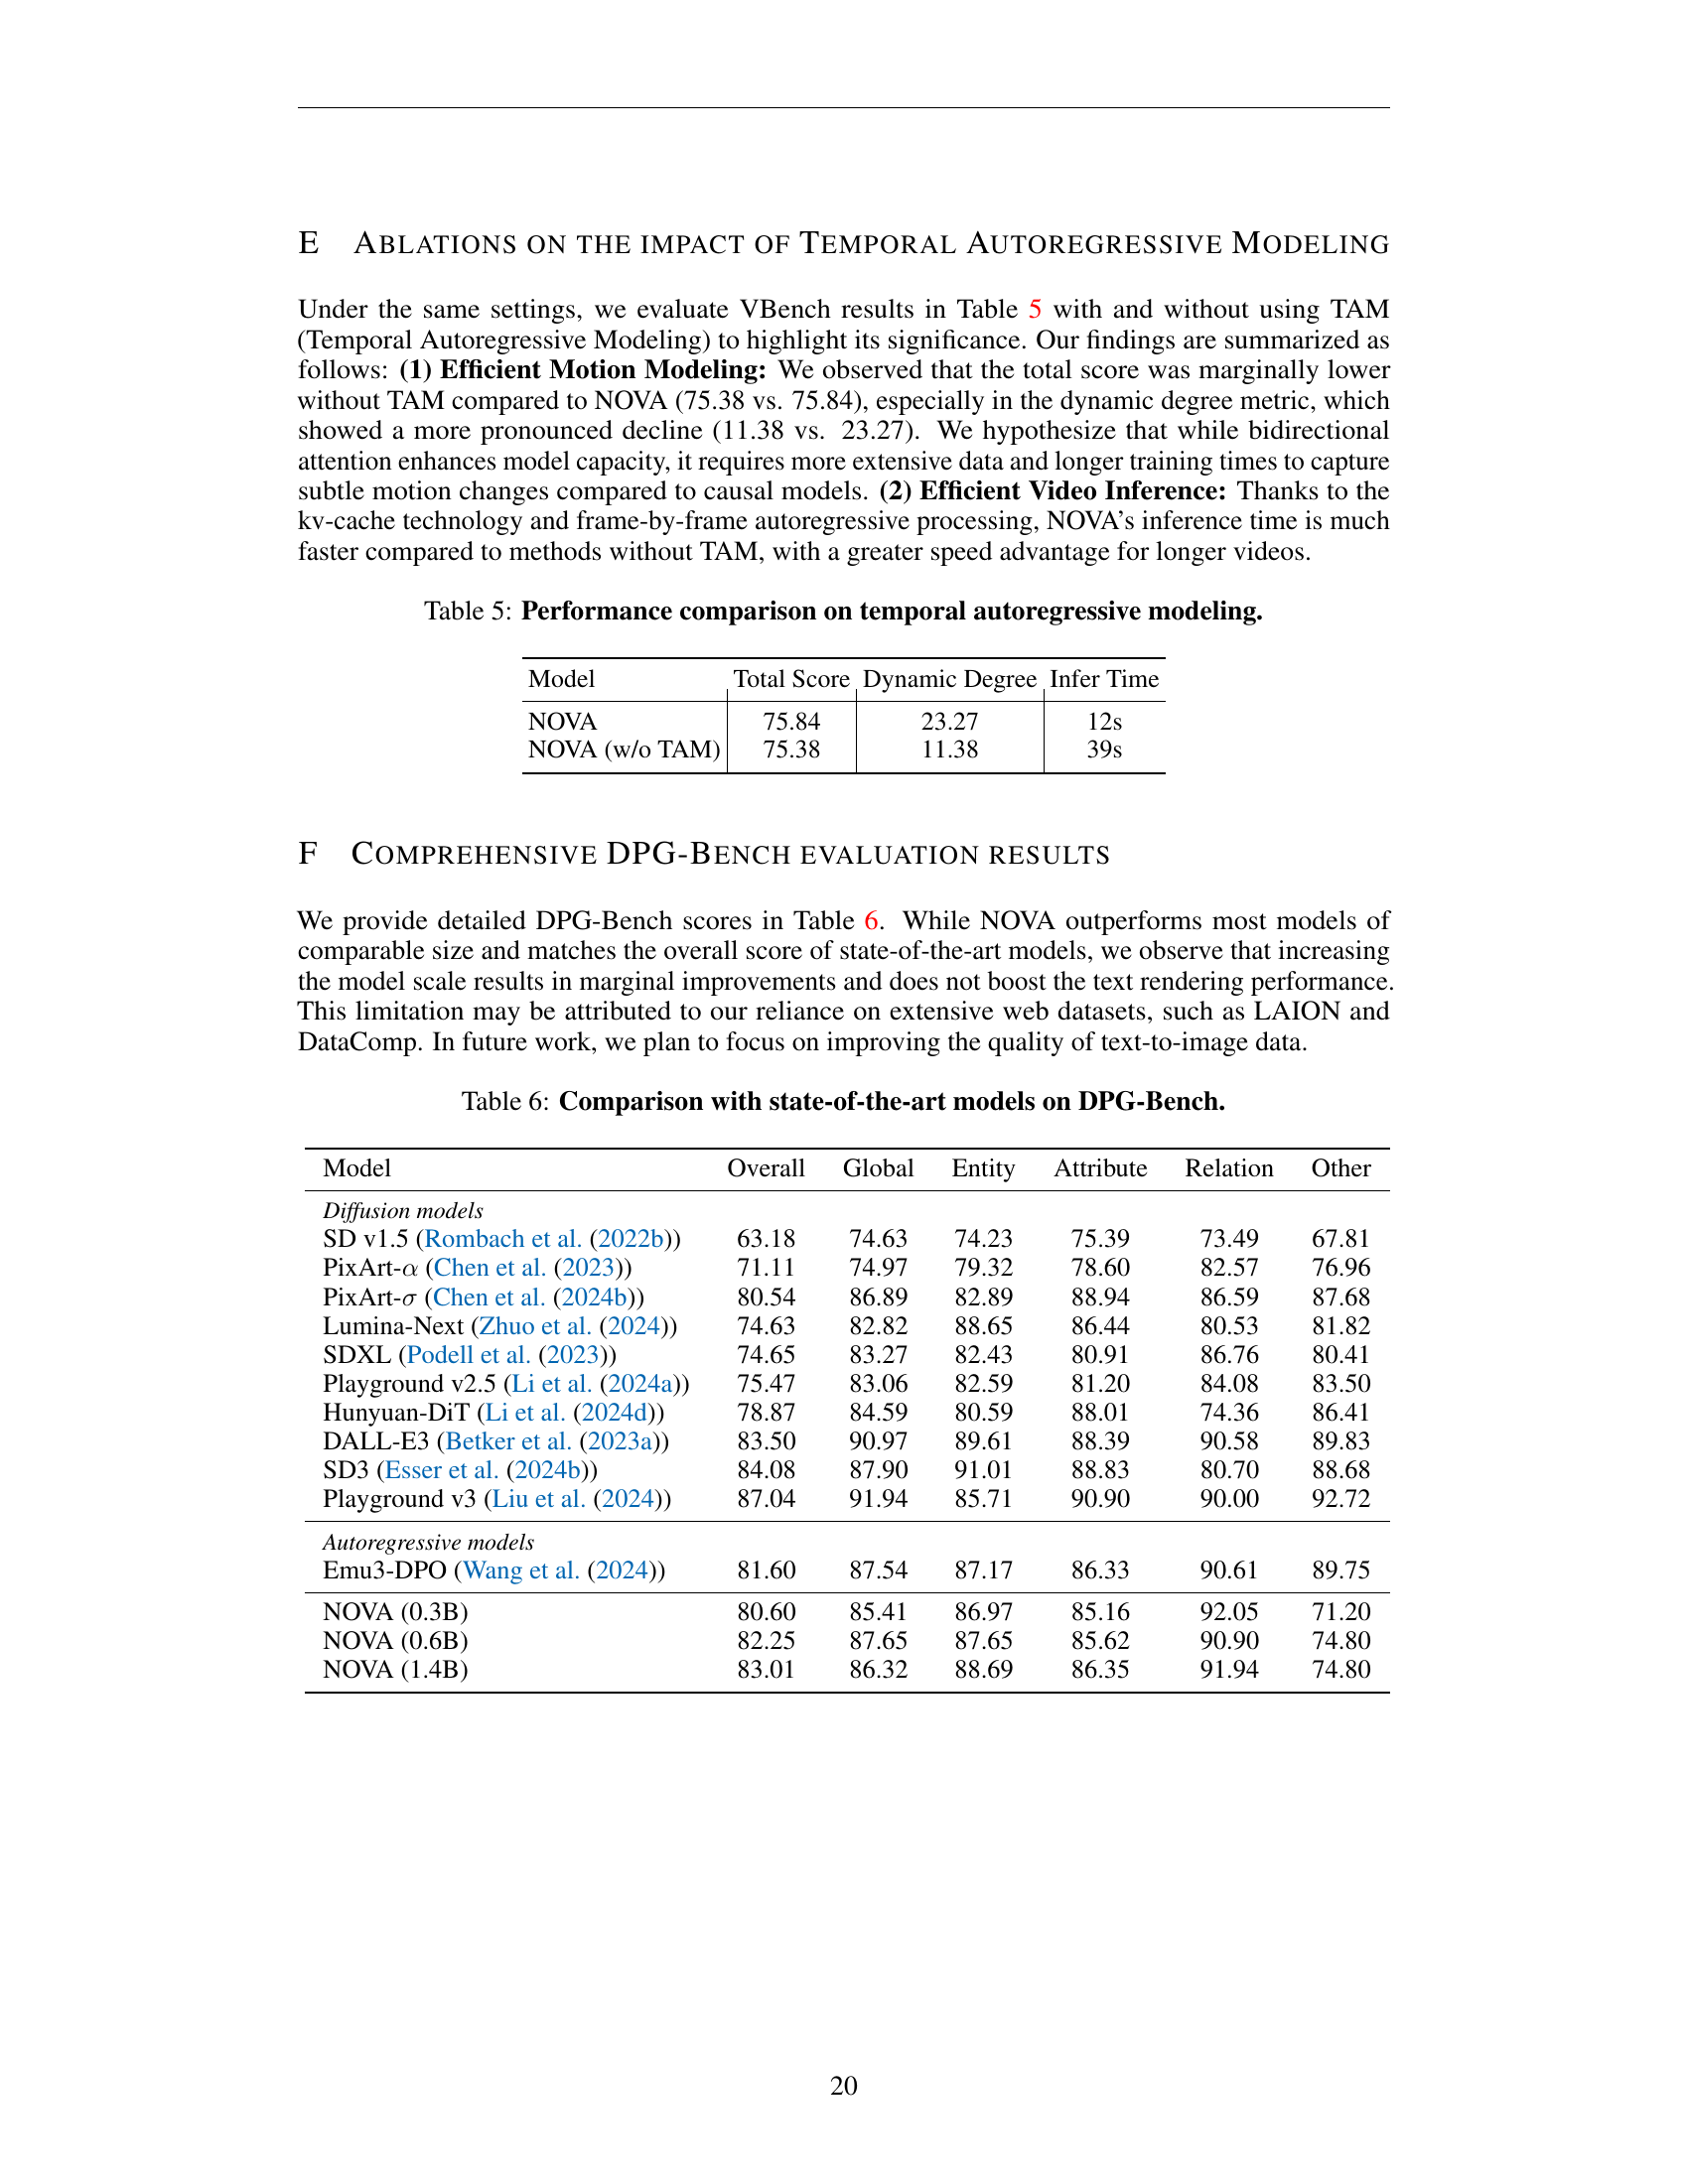 E ABLATIONS ON THE IMPACT OF TEMPORAL AUTOREGRESSIVE MODELING
Under the same settings, we evaluate VBench results in Table 5 with and without using TAM
(Temporal Autoregressive Modeling) to highlight its significance. Our findings are summarized as
follows: (1) Efficient Motion Modeling: We observed that the total score was marginally lower
without TAM compared to NOVA (75.38 vs. 75.84), especially in the dynamic degree metric, which
showed a more pronounced decline (11.38 vs. 23.27). We hypothesize that while bidirectional
attention enhances model capacity, it requires more extensive data and longer training times to capture
subtle motion changes compared to causal models. (2) Efficient Video Inference: Thanks to the
kv-cache technology and frame-by-frame autoregressive processing, NOVA's inference time is much
faster compared to methods without TAM, with a greater speed advantage for longer videos.
Table 5: Performance comparison on temporal autoregressive modeling.
Model Total Score Dynamic Degree Infer Time
NOVA 75.84 23.27 12s
NOVA (w/o TAM) 75.38 11.38 39s
F COMPREHENSIVE DPG-BENCH EVALUATION RESULTS
We provide detailed DPG-Bench scores in Table 6. While NOVA outperforms most models of
comparable size and matches the overall score of state-of-the-art models, we observe that increasing
the model scale results in marginal improvements and does not boost the text rendering performance.
This limitation may be attributed to our reliance on extensive web datasets, such as LAION and
DataComp. In future work, we plan to focus on improving the quality of text-to-image data.
Table 6: Comparison with state-of-the-art models on DPG-Bench.
Model Overall Global Entity Attribute Relation Other
Diffusion models
SD v1.5 (Rombach et al. (2022b)) 63.18 74.63 74.23 75.39 73.49 67.81
PixArt-α (Chen et al. (2023)) 71.11 74.97 79.32 78.60 82.57 76.96
PixArt-σ (Chen et al. (2024b)) 80.54 86.89 82.89 88.94 86.59 87.68
Lumina-Next (Zhuo et al. (2024)) 74.63 82.82 88.65 86.44 80.53 81.82
SDXL (Podell et al. (2023)) 74.65 83.27 82.43 80.91 86.76 80.41
Playground v2.5 (Li et al. (2024a)) 75.47 83.06 82.59 81.20 84.08 83.50
Hunyuan-DiT (Li et al. (2024d)) 78.87 84.59 80.59 88.01 74.36 86.41
DALL-E3 (Betker et al. (2023a)) 83.50 90.97 89.61 88.39 90.58 89.83
SD3 (Esser et al. (2024b)) 84.08 87.90 91.01 88.83 80.70 88.68
Playground v3 (Liu et al. (2024)) 87.04 91.94 85.71 90.90 90.00 92.72
Autoregressive models
Emu3-DPO (Wang et al. (2024)) 81.60 87.54 87.17 86.33 90.61 89.75
NOVA (0.3B) 80.60 85.41 86.97 85.16 92.05 71.20
NOVA (0.6B) 82.25 87.65 87.65 85.62 90.90 74.80
NOVA (1.4B) 83.01 86.32 88.69 86.35 91.94 74.80
20